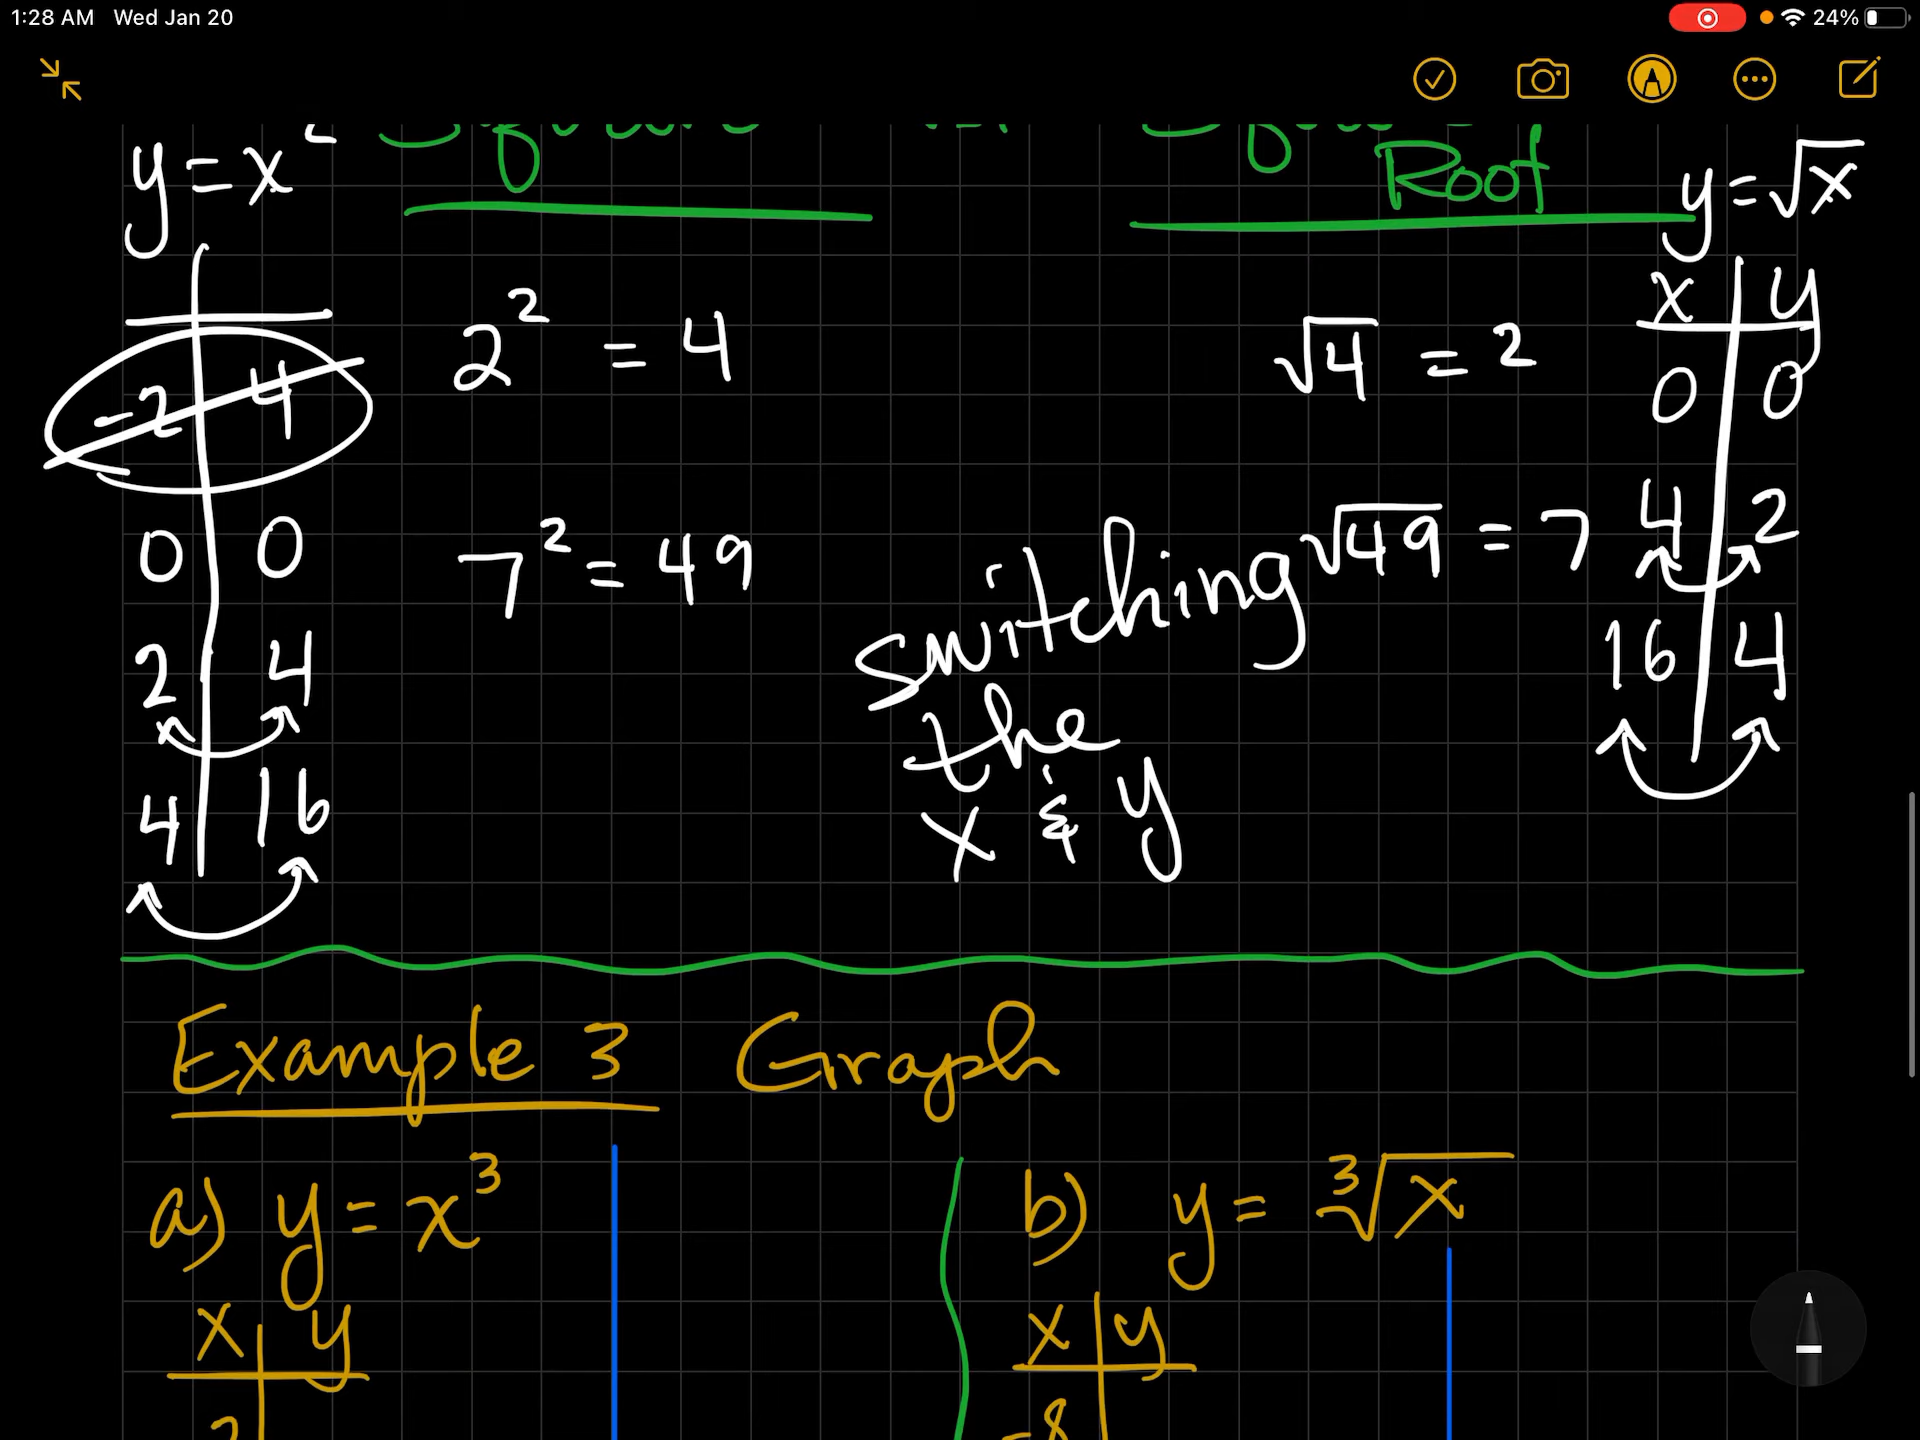 1:28 AM Wed Jan 20 24%
y = x²
Root
y = √x
x y
-2 4
2² = 4
√4 = 2
0 0
0 0
7² = 49
√49 = 7
4 2
2 4
switching
the
x & y
16 4
4 16
Example 3 Graph
a) y = x³
b) y = ∛x
x y
x y
-8